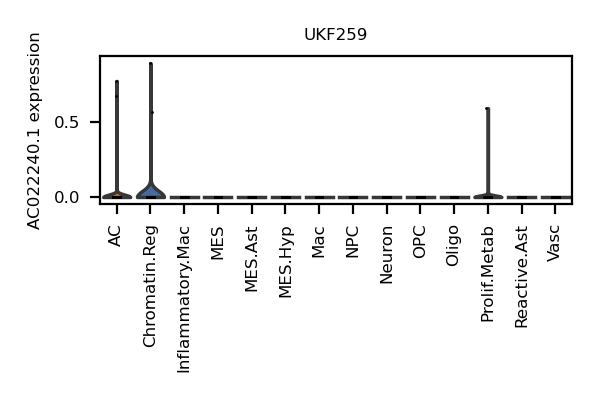 UKF259
AC022240.1 expression
0.5
0.0
AC
Chromatin.Reg
Inflammatory.Mac
MES
MES.Ast
MES.Hyp
Mac
NPC
Neuron
OPC
Oligo
Prolif.Metab
Reactive.Ast
Vasc